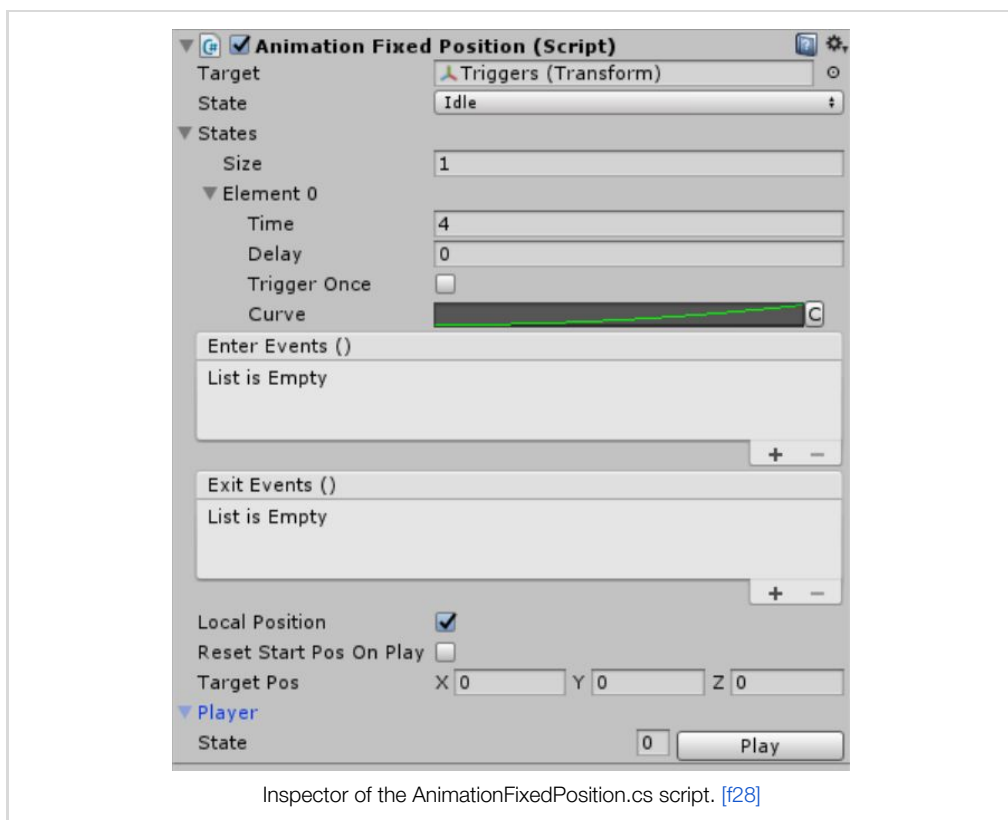 Animation Fixed Position (Script)
Target Triggers (Transform)
State Idle
States
Size 1
Element 0
Time 4
Delay 0
Trigger Once
Curve C
Enter Events ()
List is Empty
+ −
Exit Events ()
List is Empty
+ −
Local Position
Reset Start Pos On Play
Target Pos X 0 Y 0 Z 0
Player
State 0 Play
Inspector of the AnimationFixedPosition.cs script. [f28]